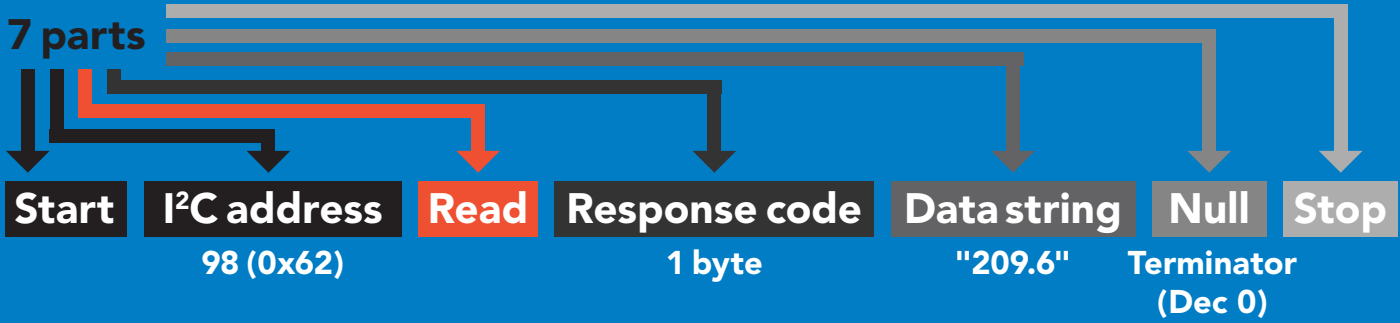 7 parts
Start I²C address Read Response code Data string Null Stop
98 (0x62) 1 byte "209.6" Terminator
(Dec 0)